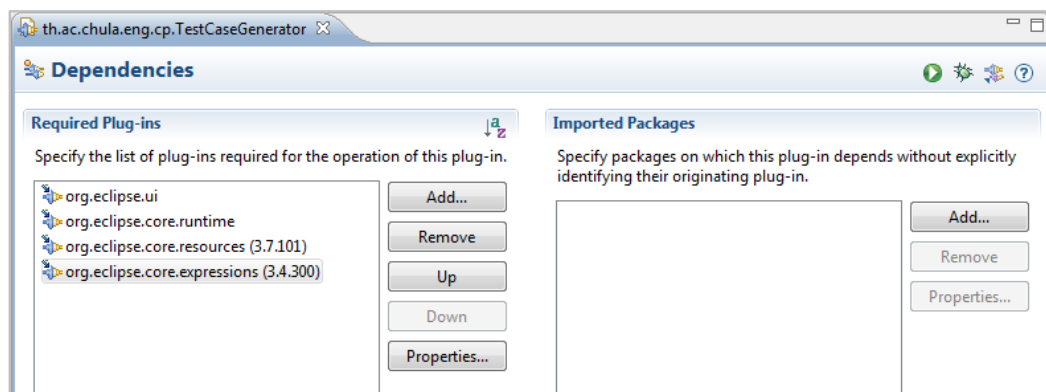 th.ac.chula.eng.cp.TestCaseGenerator
Dependencies
Required Plug-ins
Specify the list of plug-ins required for the operation of this plug-in.
org.eclipse.ui
org.eclipse.core.runtime
org.eclipse.core.resources (3.7.101)
org.eclipse.core.expressions (3.4.300)
Add...
Remove
Up
Down
Properties...
Imported Packages
Specify packages on which this plug-in depends without explicitly
identifying their originating plug-in.
Add...
Remove
Properties...